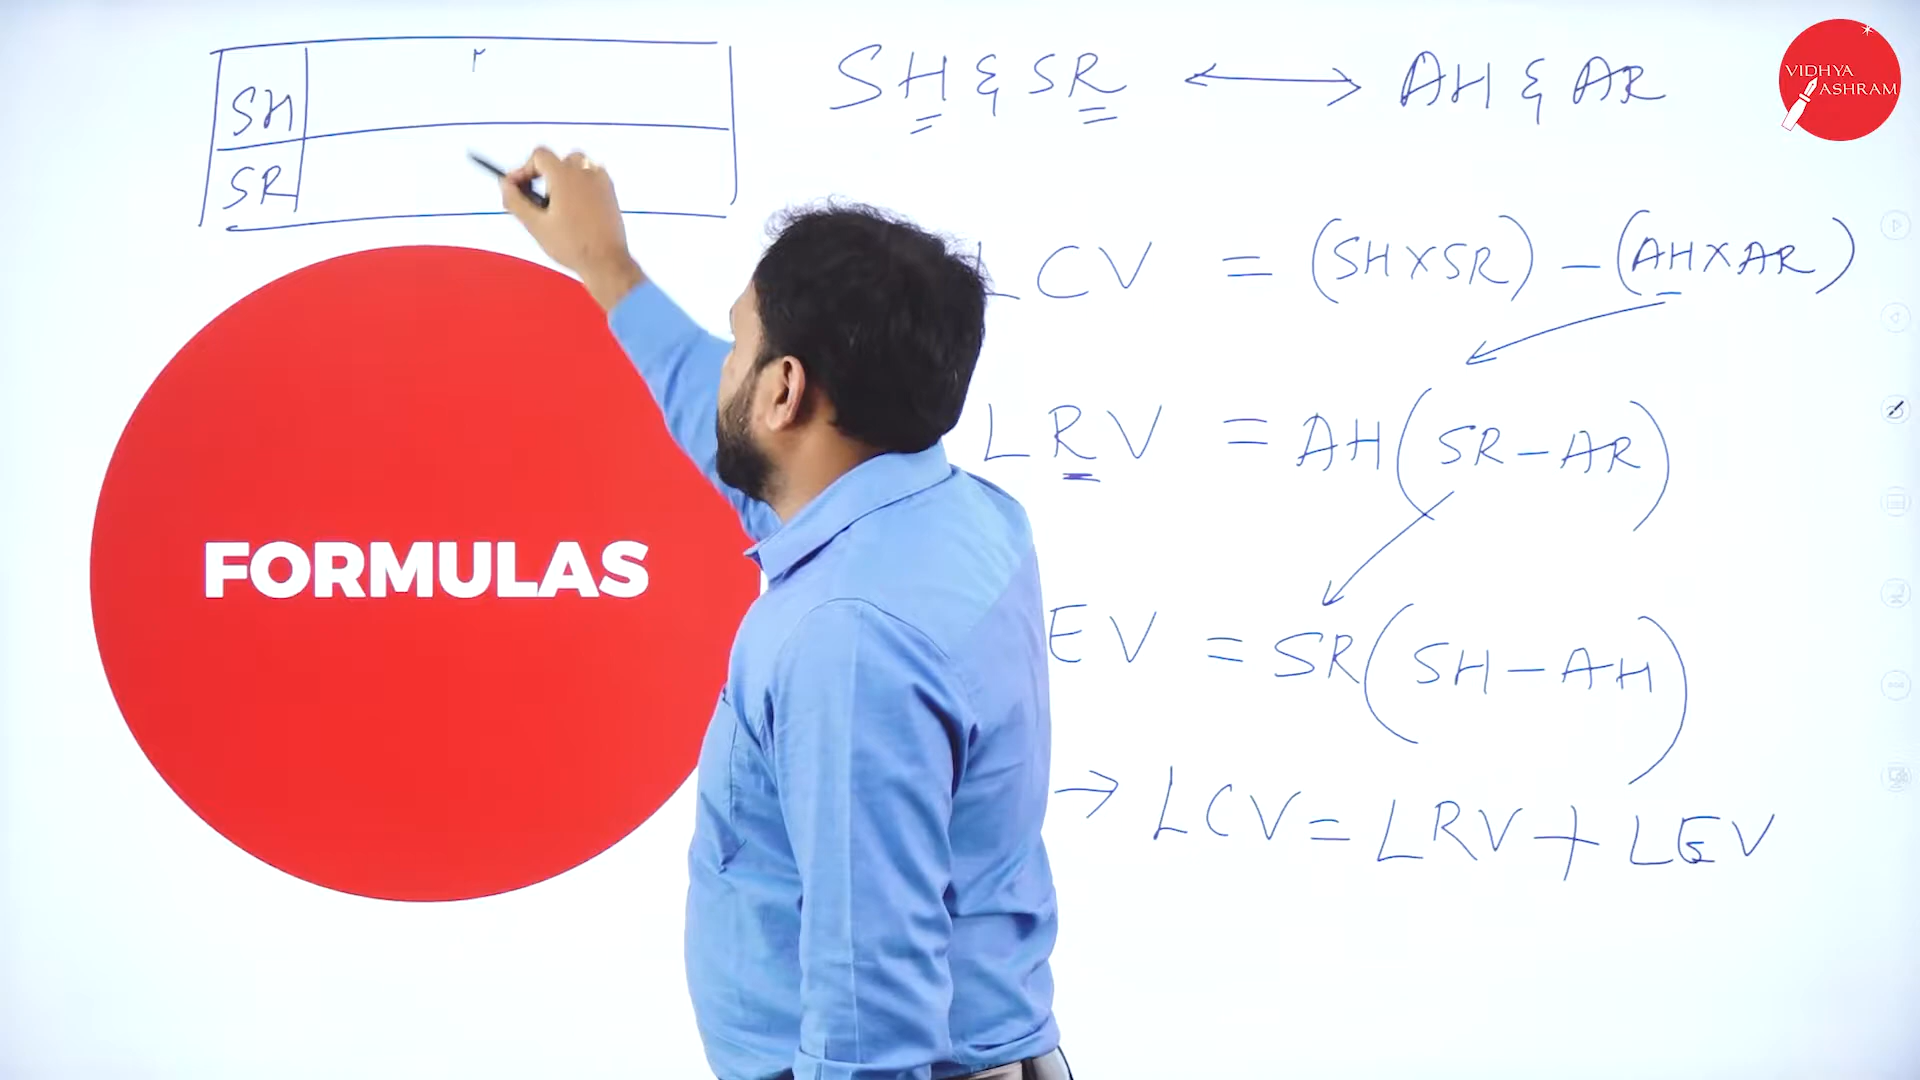 SH
SR
SH & SR ⟷ AH & AR
VIDHYA
ASHRAM
LCV = (SH×SR) – (AH×AR)
LRV = AH(SR – AR)
EV = SR(SH – AH)
→ LCV = LRV + LEV
FORMULAS